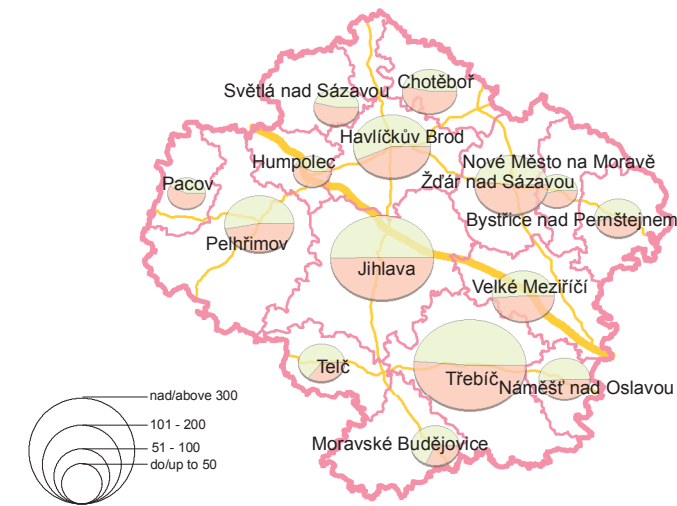 Chotěboř
Světlá nad Sázavou
Havlíčkův Brod
Humpolec
Nové Město na Moravě
Žďár nad Sázavou
Pacov
Bystřice nad Pernštejnem
Pelhřimov
Jihlava
Velké Meziříčí
Telč
Třebíč
Náměšť nad Oslavou
nad/above 300
101 - 200
51 - 100
do/up to 50
Moravské Budějovice